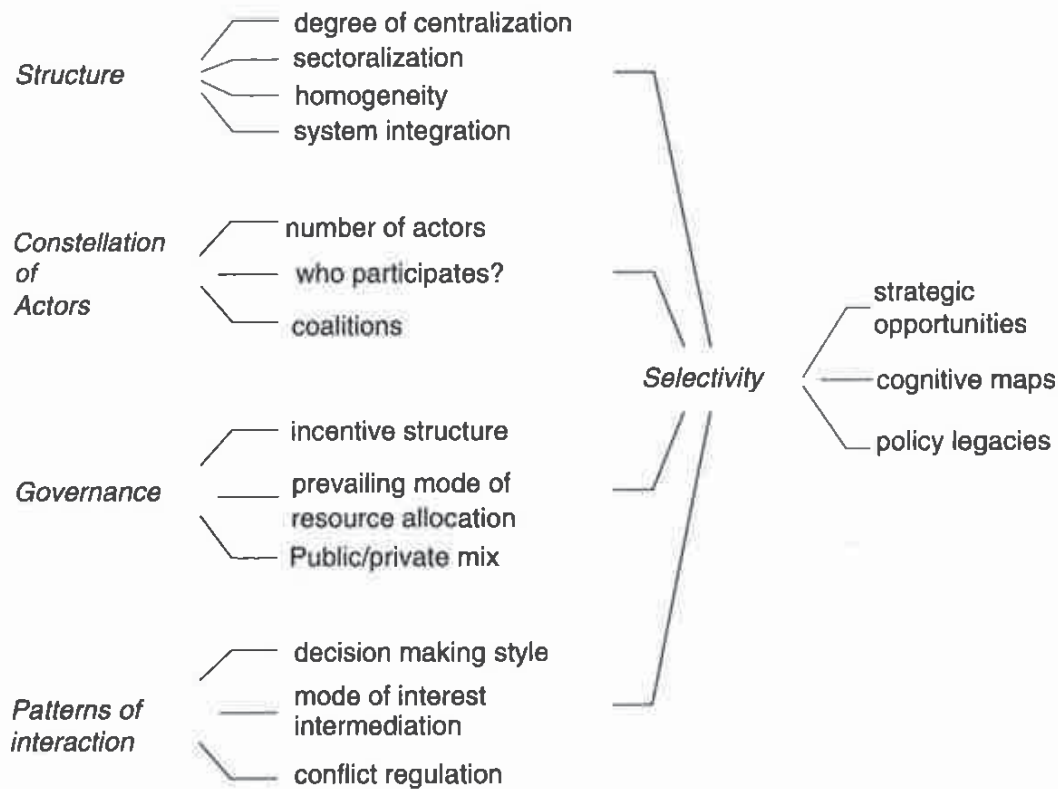 Structure
degree of centralization
sectoralization
homogeneity
system integration
Constellation
of
Actors
number of actors
who participates?
coalitions
Governance
incentive structure
prevailing mode of
resource allocation
Public/private mix
Patterns of
interaction
decision making style
mode of interest
intermediation
conflict regulation
Selectivity
strategic
opportunities
cognitive maps
policy legacies